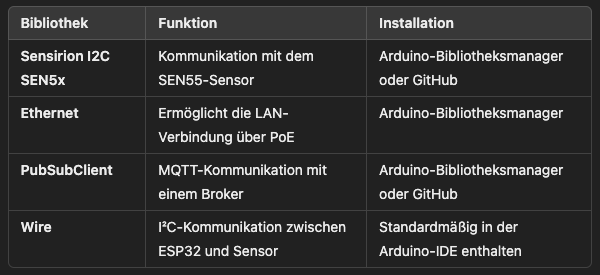 Bibliothek Funktion Installation
Sensirion I2C Kommunikation mit dem Arduino-Bibliotheksmanager
SEN5x SEN55-Sensor oder GitHub
Ethernet Ermöglicht die LAN- Arduino-Bibliotheksmanager
Verbindung über PoE
PubSubClient MQTT-Kommunikation mit Arduino-Bibliotheksmanager
einem Broker oder GitHub
Wire I²C-Kommunikation zwischen Standardmäßig in der
ESP32 und Sensor Arduino-IDE enthalten